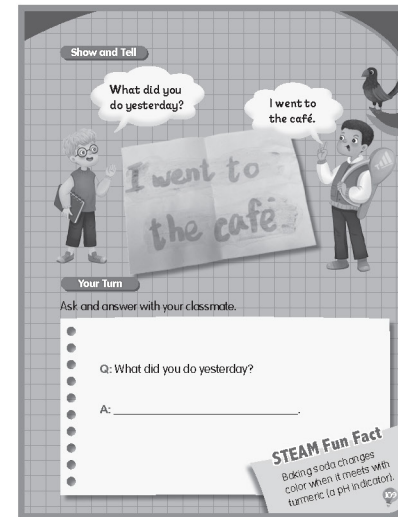 Show and Tell
What did you
do yesterday?
I went to
the café.
I went to
the café
Your Turn
Ask and answer with your classmate.
Q: What did you do yesterday?
A: ____________________.
STEAM Fun Fact
Baking soda changes
color when it meets with
turmeric (a pH indicator).
109